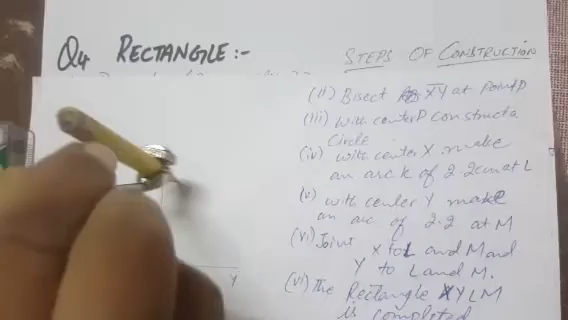 Q4 RECTANGLE:-
STEPS OF CONSTRUCTION
(ii) Bisect XY at Point P
(iii) with center P construct a
Circle
(iv) with center X make
an arc k of 2.2cm at L
(v) with center Y make
an arc of 2.2 at M
(vi) Joint X to L and M and
Y to L and M.
(vi) The Rectangle XYLM
is completed
Y